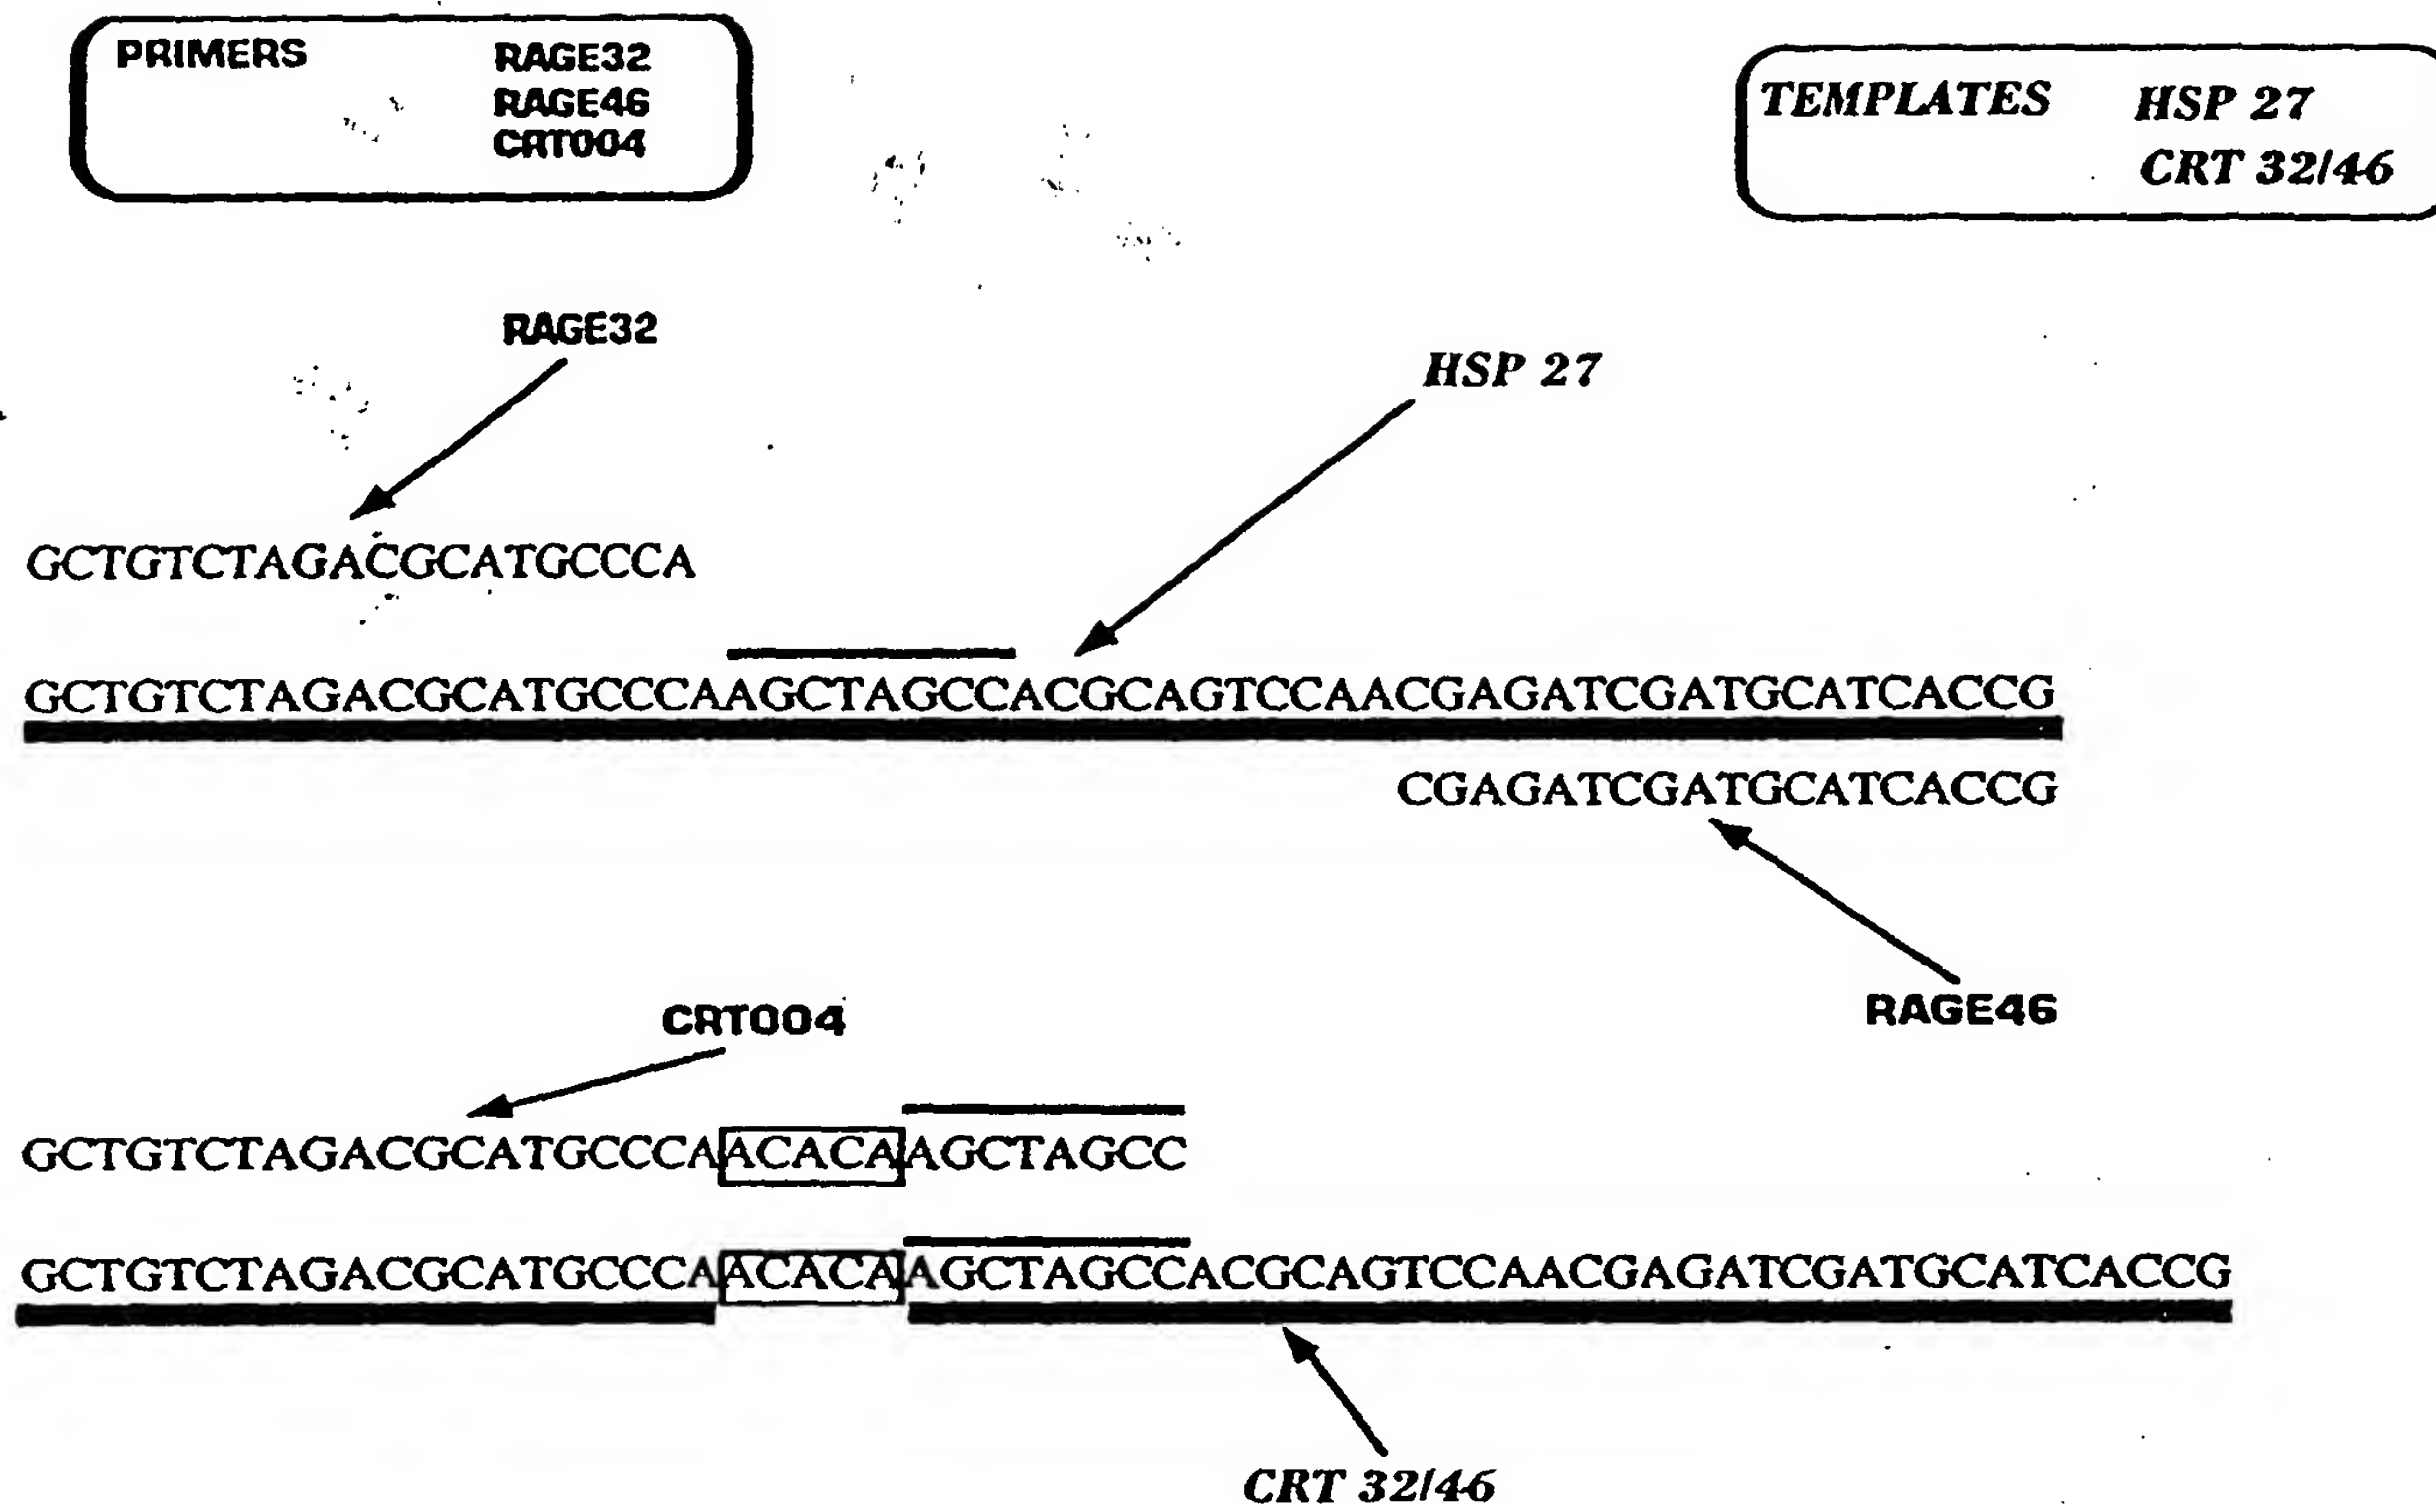 PRIMERS RAGE32
RAGE46
CRT004
TEMPLATES HSP 27
CRT 32/46
RAGE32
HSP 27
GCTGTCTAGACGCATGCCCA
GCTGTCTAGACGCATGCCCAAGCTAGCCACGCAGTCCAACGAGATCGATGCATCACCG
CGAGATCGATGCATCACCG
RAGE46
CRT004
GCTGTCTAGACGCATGCCCAACACAAGCTAGCC
GCTGTCTAGACGCATGCCCAACACAAGCTAGCCACGCAGTCCAACGAGATCGATGCATCACCG
CRT 32/46